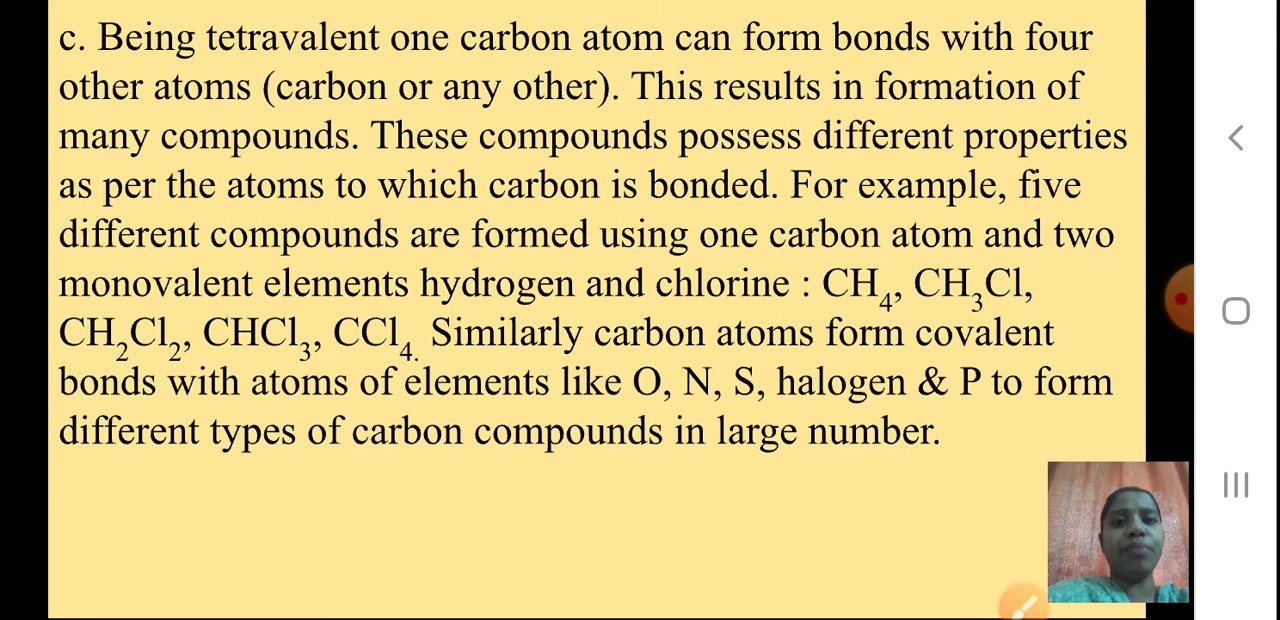 c. Being tetravalent one carbon atom can form bonds with four
other atoms (carbon or any other). This results in formation of
many compounds. These compounds possess different properties
as per the atoms to which carbon is bonded. For example, five
different compounds are formed using one carbon atom and two
monovalent elements hydrogen and chlorine : CH₄, CH₃Cl,
CH₂Cl₂, CHCl₃, CCl₄. Similarly carbon atoms form covalent
bonds with atoms of elements like O, N, S, halogen & P to form
different types of carbon compounds in large number.